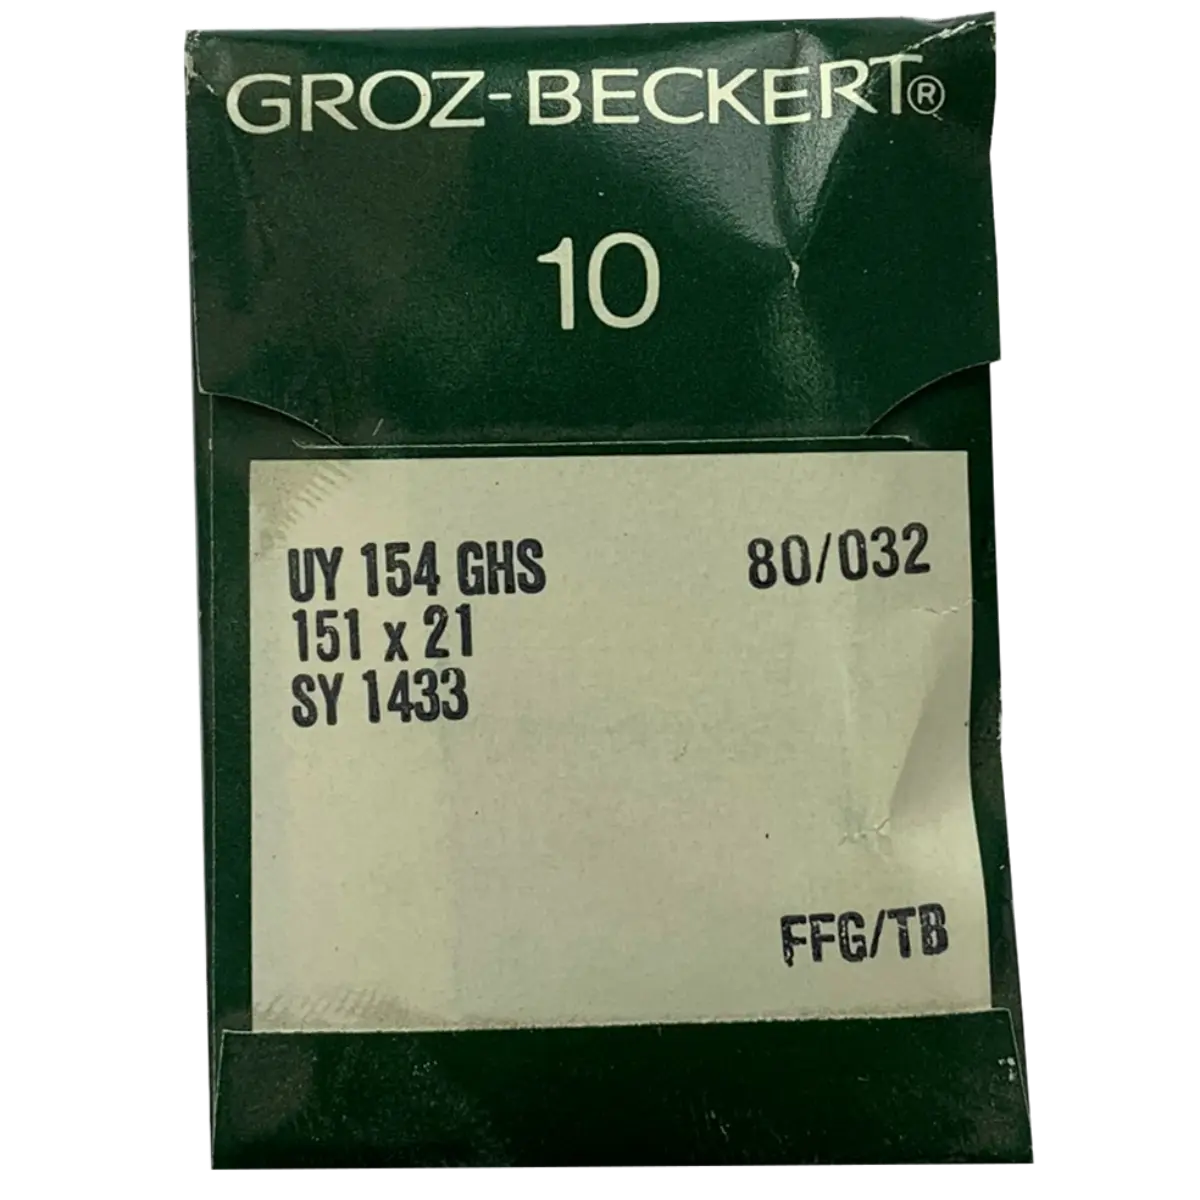 GROZ-BECKERT®
10
UY 154 GHS 80/032
151 x 21
SY 1433
FFG/TB